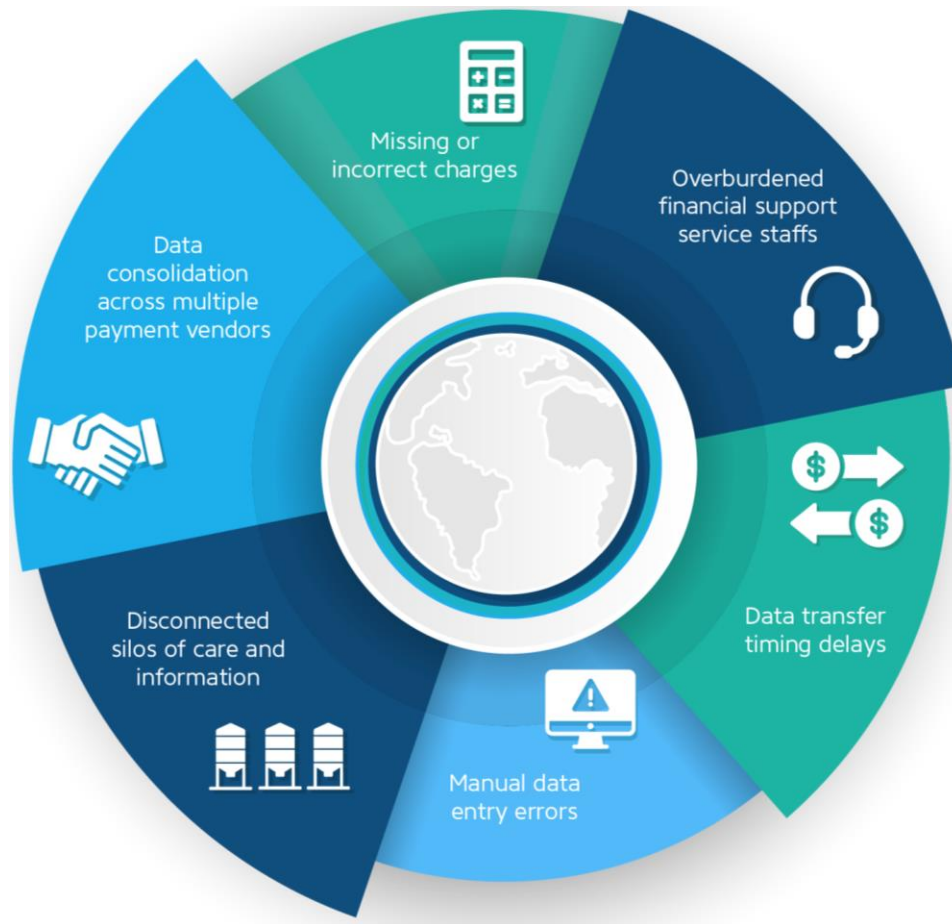 Missing or
incorrect charges
Overburdened
financial support
service staffs
Data transfer
timing delays
Manual data
entry errors
Disconnected
silos of care and
information
Data
consolidation
across multiple
payment vendors